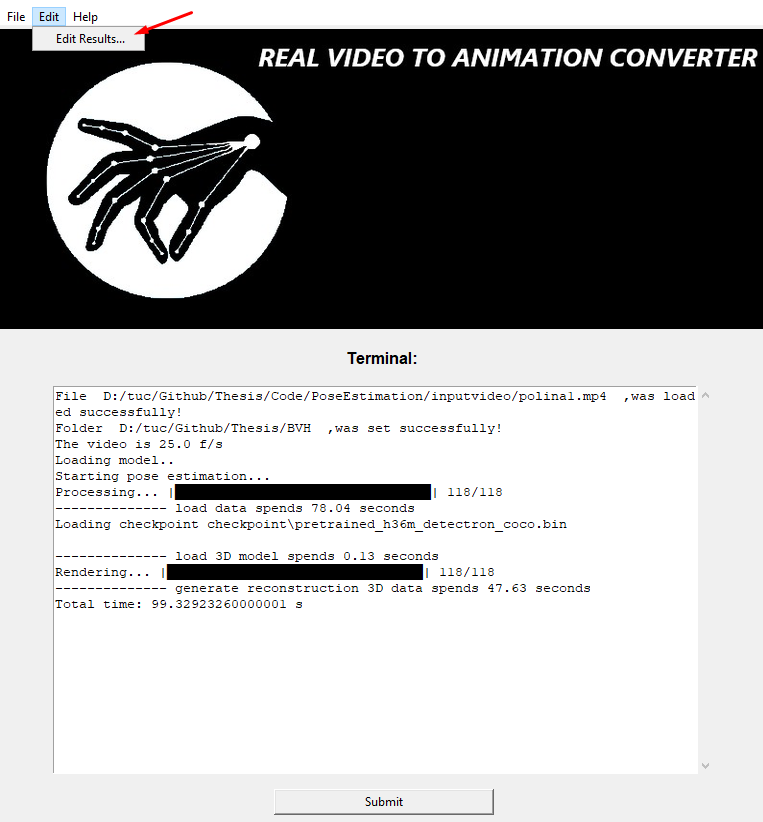 File Edit Help
Edit Results...
REAL VIDEO TO ANIMATION CONVERTER
Terminal:
File  D:/tuc/Github/Thesis/Code/PoseEstimation/inputvideo/polina1.mp4  ,was load
ed successfully!
Folder  D:/tuc/Github/Thesis/BVH  ,was set successfully!
The video is 25.0 f/s
Loading model..
Starting pose estimation...
Processing... |████████████████████████████████| 118/118
-------------- load data spends 78.04 seconds
Loading checkpoint checkpoint\pretrained_h36m_detectron_coco.bin
-------------- load 3D model spends 0.13 seconds
Rendering... |████████████████████████████████| 118/118
-------------- generate reconstruction 3D data spends 47.63 seconds
Total time: 99.32923260000001 s
Submit